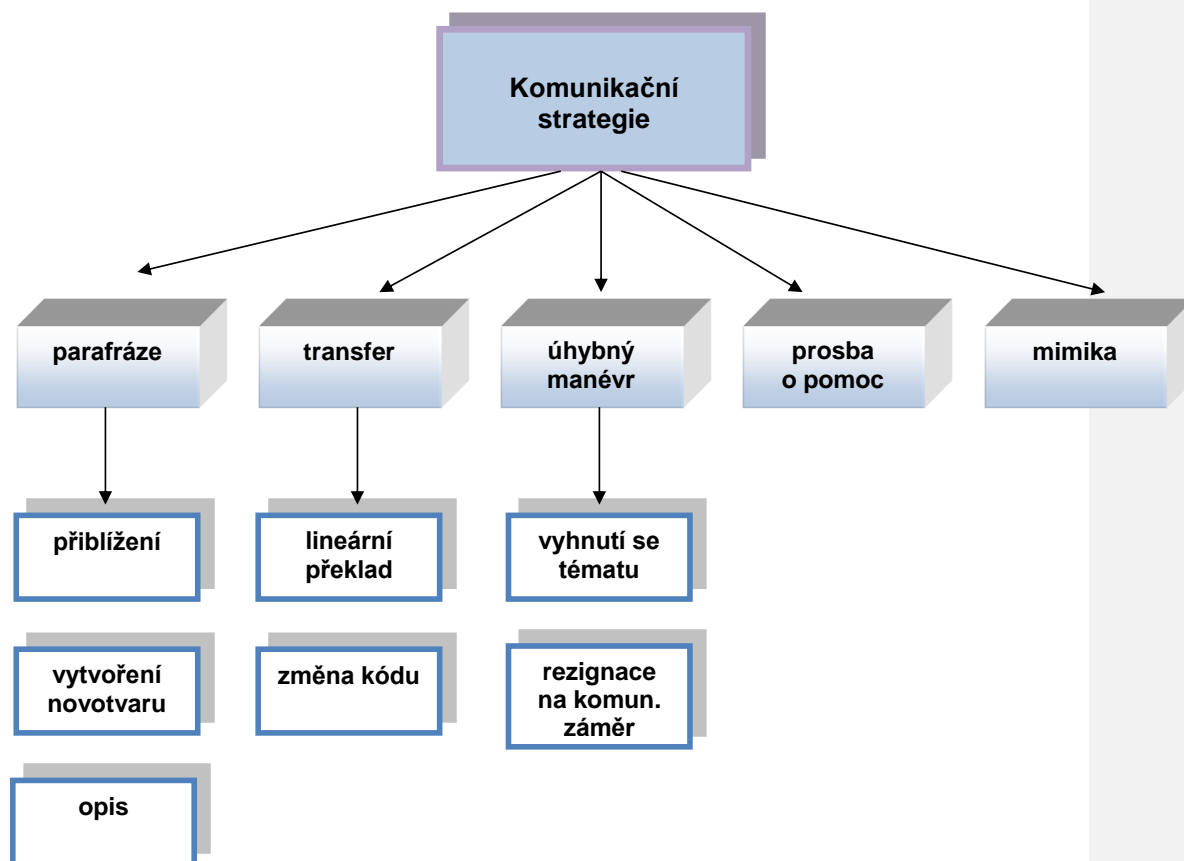 Komunikační
strategie
parafráze
transfer
úhybný
manévr
prosba
o pomoc
mimika
přiblížení
lineární
překlad
vyhnutí se
tématu
vytvoření
novotvaru
změna kódu
rezignace
na komun.
záměr
opis